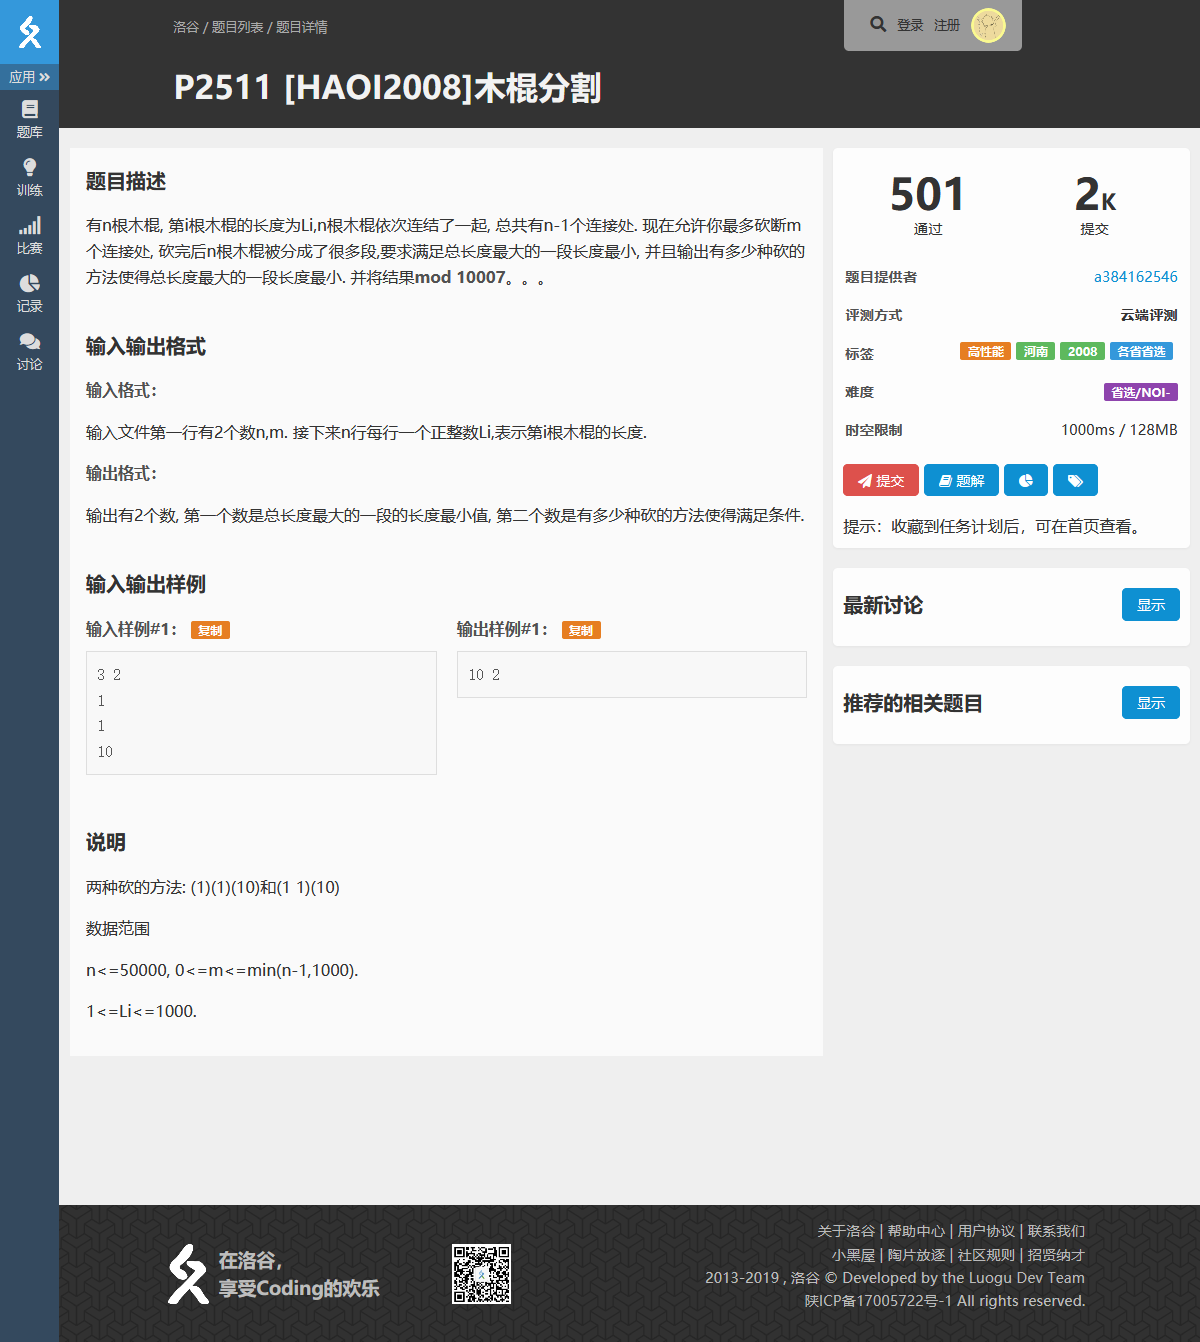 洛谷 / 题目列表 / 题目详情
登录 注册
P2511 [HAOI2008]木棍分割
应用
题库
训练
比赛
记录
讨论
题目描述
有n根木棍, 第i根木棍的长度为Li,n根木棍依次连结了一起, 总共有n-1个连接处. 现在允许你最多砍断m
个连接处, 砍完后n根木棍被分成了很多段,要求满足总长度最大的一段长度最小, 并且输出有多少种砍的
方法使得总长度最大的一段长度最小. 并将结果mod 10007。。。
输入输出格式
输入格式：
输入文件第一行有2个数n,m. 接下来n行每行一个正整数Li,表示第i根木棍的长度.
输出格式：
输出有2个数, 第一个数是总长度最大的一段的长度最小值, 第二个数是有多少种砍的方法使得满足条件.
输入输出样例
输入样例#1： 复制
3 2
1
1
10
输出样例#1： 复制
10 2
说明
两种砍的方法: (1)(1)(10)和(1 1)(10)
数据范围
n<=50000, 0<=m<=min(n-1,1000).
1<=Li<=1000.
501
通过
2K
提交
题目提供者 a384162546
评测方式 云端评测
标签 高性能 河南 2008 各省省选
难度 省选/NOI-
时空限制 1000ms / 128MB
提交 题解
提示：收藏到任务计划后，可在首页查看。
最新讨论 显示
推荐的相关题目 显示
在洛谷，
享受Coding的欢乐
关于洛谷 | 帮助中心 | 用户协议 | 联系我们
小黑屋 | 陶片放逐 | 社区规则 | 招贤纳才
2013-2019 , 洛谷 © Developed by the Luogu Dev Team
陕ICP备17005722号-1 All rights reserved.